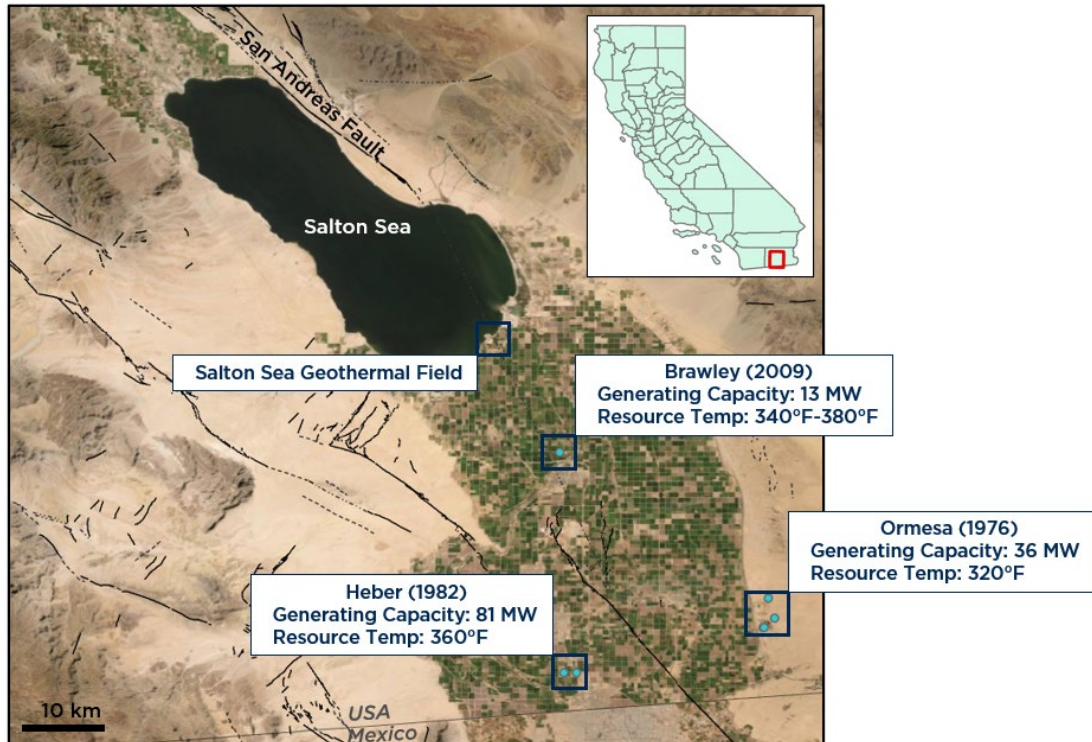 San Andreas Fault
Salton Sea
Salton Sea Geothermal Field
Brawley (2009)
Generating Capacity: 13 MW
Resource Temp: 340°F-380°F
Ormesa (1976)
Generating Capacity: 36 MW
Resource Temp: 320°F
Heber (1982)
Generating Capacity: 81 MW
Resource Temp: 360°F
10 km
USA
Mexico